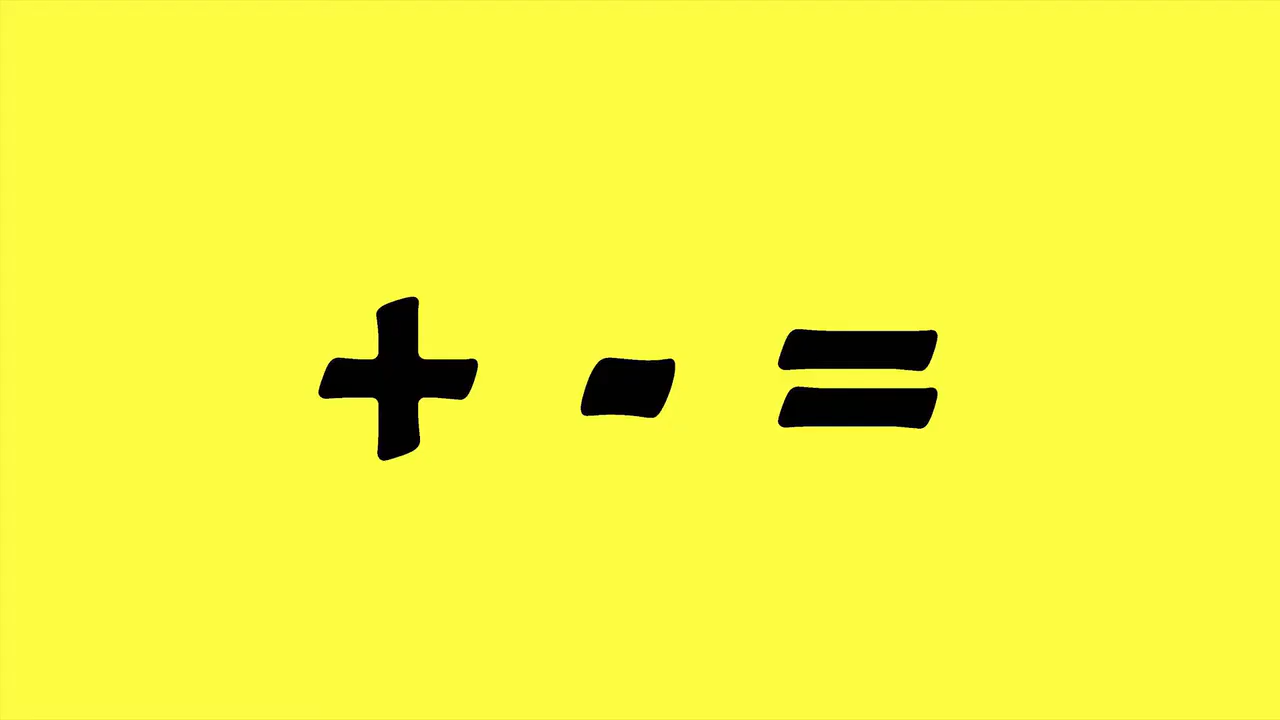 + - =